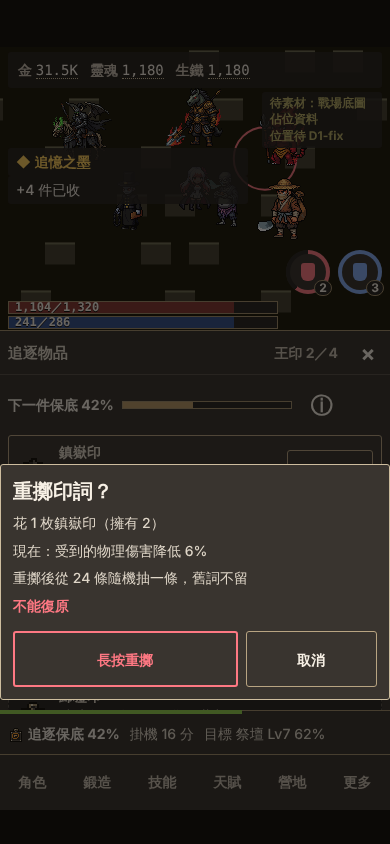 金 31.5K 靈魂 1,180 生鐵 1,180
待素材：戰場底圖
佔位資料
位置待 D1-fix
◆ 追憶之墨
+4 件已收
2
3
1,104／1,320
241／286
追逐物品 王印 2／4 ×
下一件保底 42% ⓘ
鎮嶽印
重擲印詞？
花 1 枚鎮嶽印（擁有 2）
現在：受到的物理傷害降低 6%
重擲後從 24 條隨機抽一條，舊詞不留
不能復原
長按重擲 取消
追逐保底 42% 掛機 16 分 目標 祭壇 Lv7 62%
角色 鍛造 技能 天賦 營地 更多